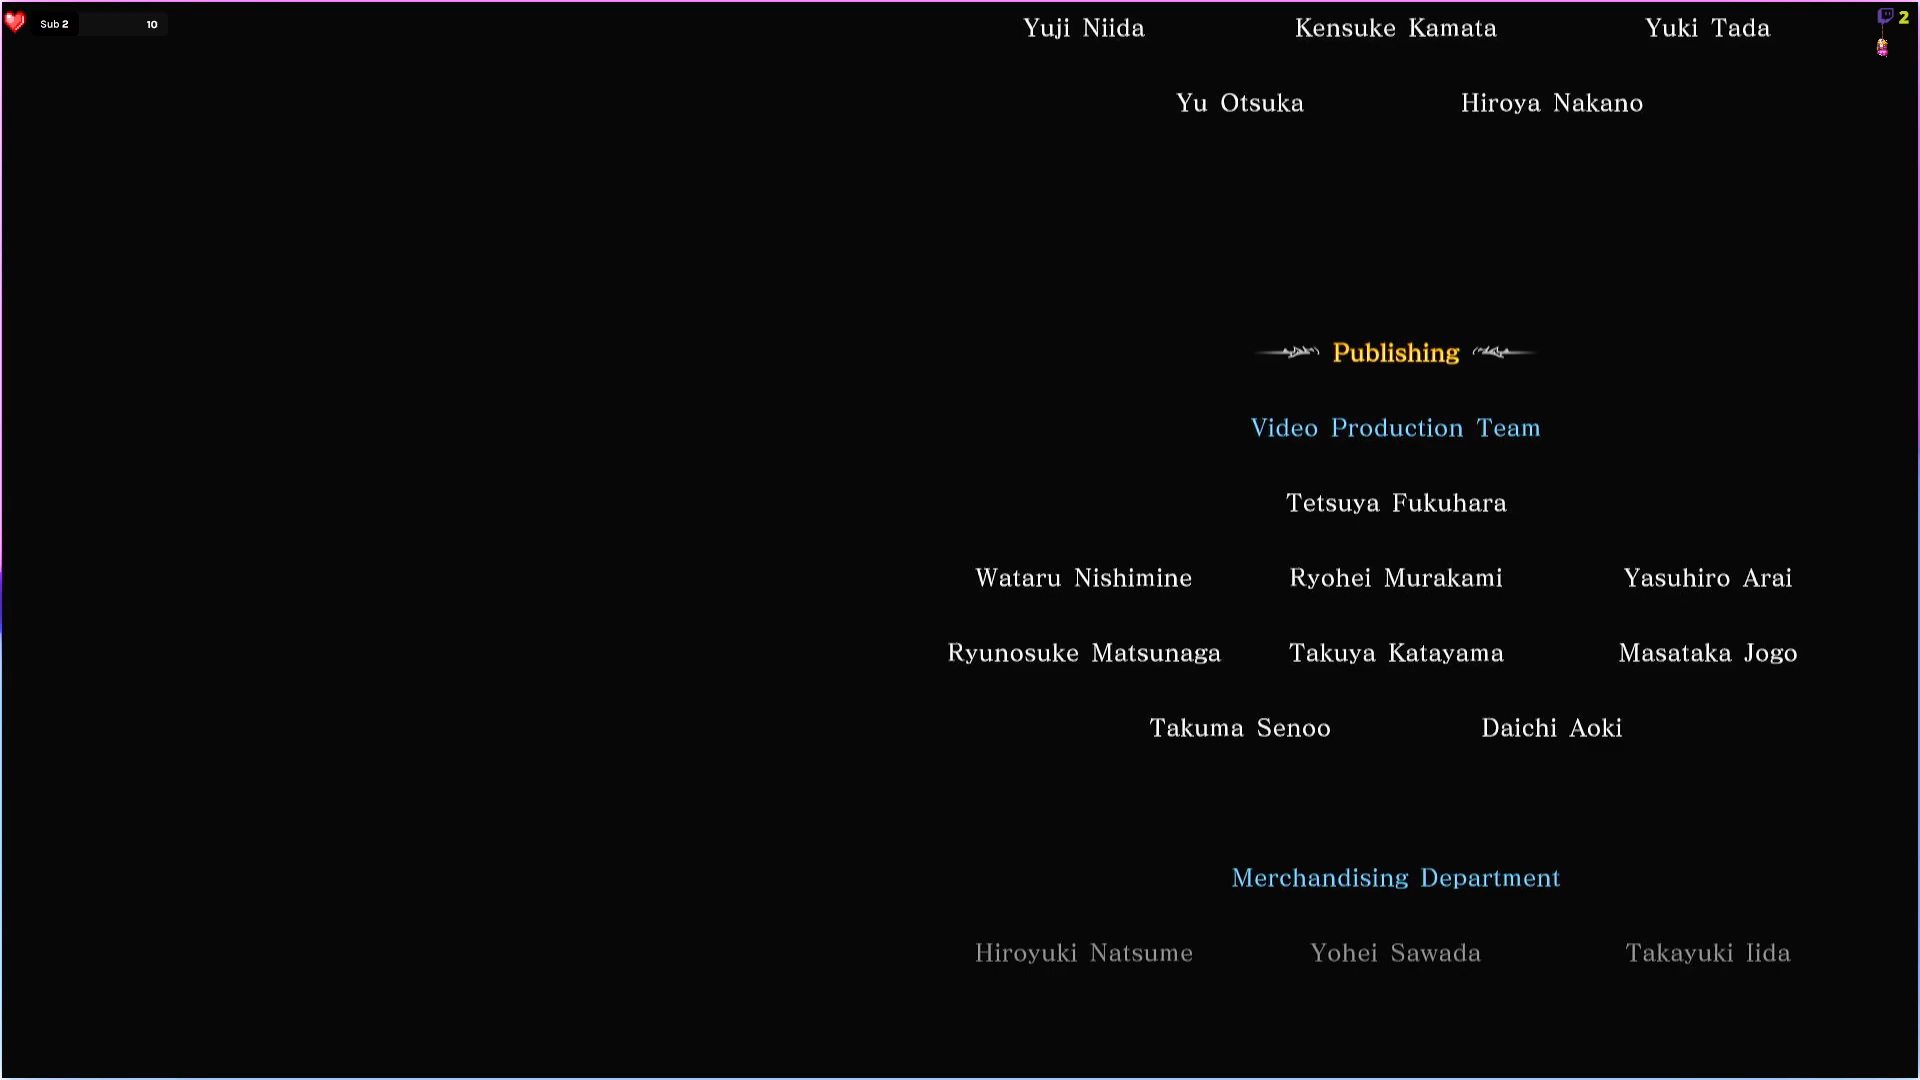 Sub 2 10 2
Yuji Niida Kensuke Kamata Yuki Tada
Yu Otsuka Hiroya Nakano
Publishing
Video Production Team
Tetsuya Fukuhara
Wataru Nishimine Ryohei Murakami Yasuhiro Arai
Ryunosuke Matsunaga Takuya Katayama Masataka Jogo
Takuma Senoo Daichi Aoki
Merchandising Department
Hiroyuki Natsume Yohei Sawada Takayuki Iida